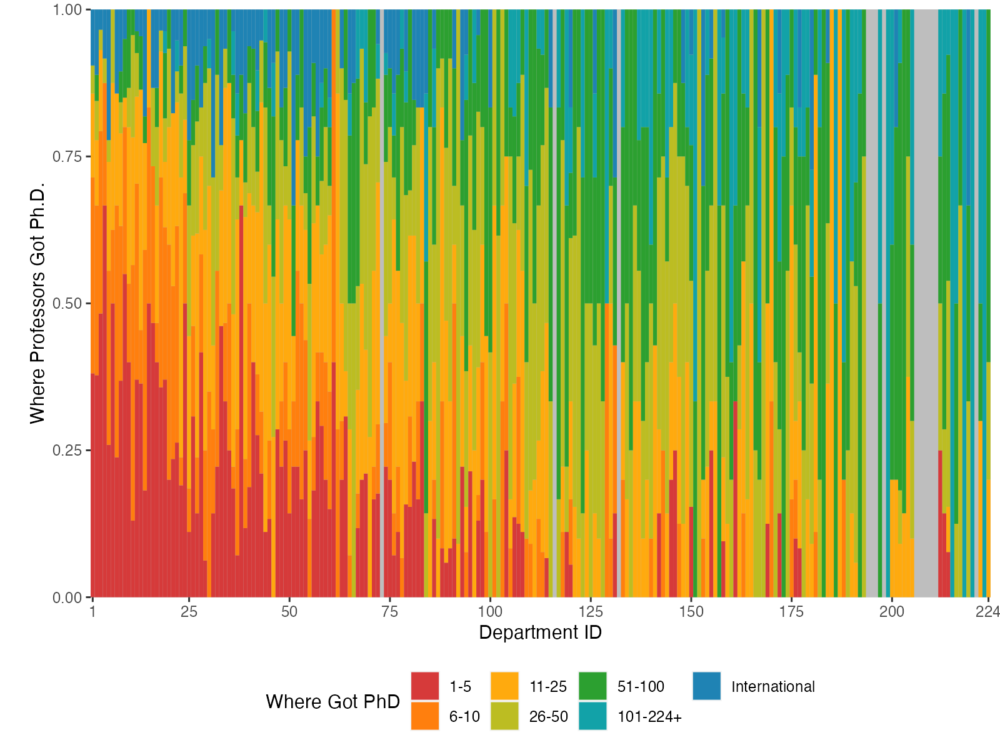 1.00
0.75
0.50
0.25
0.00
Where Professors Got Ph.D.
1 25 50 75 100 125 150 175 200 224
Department ID
Where Got PhD
1-5 11-25 51-100 International
6-10 26-50 101-224+